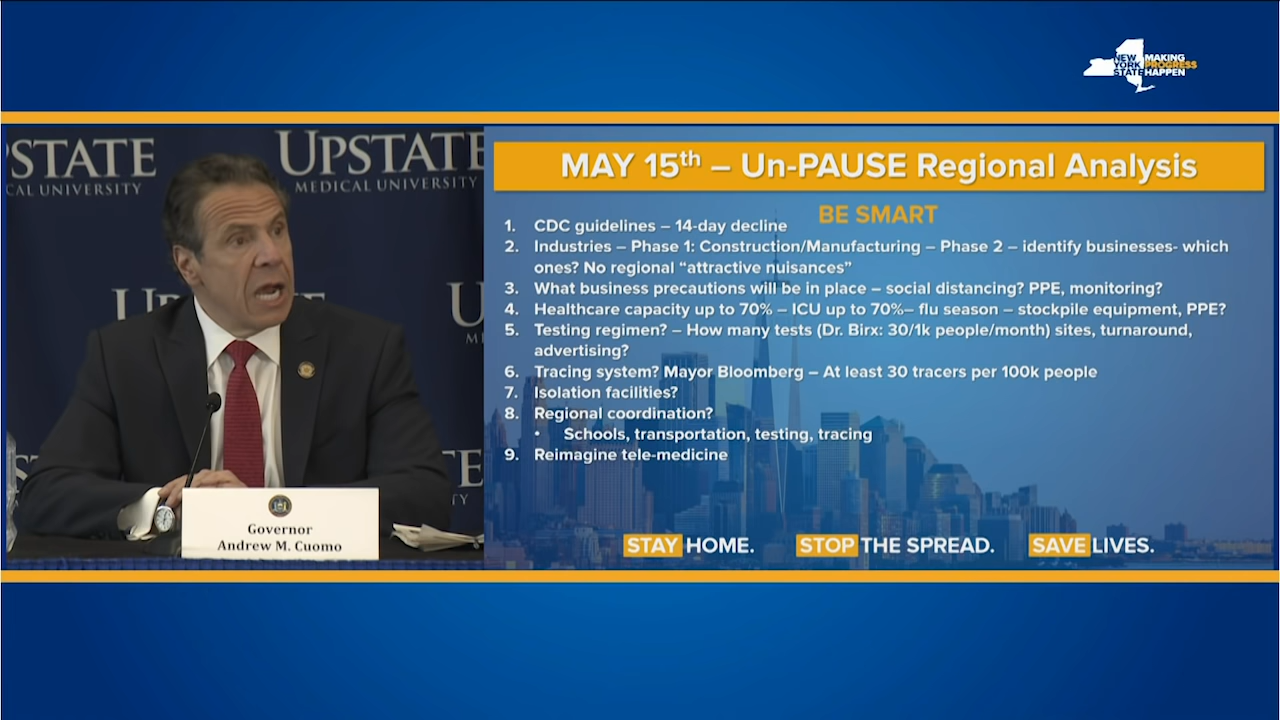 NEW
YORK
STATE
MAKING
PROGRESS
HAPPEN
STATE
CAL UNIVERSITY
UPSTATE
MEDICAL UNIVERSITY
MAY 15th – Un-PAUSE Regional Analysis
BE SMART
1. CDC guidelines – 14-day decline
2. Industries – Phase 1: Construction/Manufacturing – Phase 2 – identify businesses- which
ones? No regional “attractive nuisances”
3. What business precautions will be in place – social distancing? PPE, monitoring?
4. Healthcare capacity up to 70% – ICU up to 70%– flu season – stockpile equipment, PPE?
5. Testing regimen? – How many tests (Dr. Birx: 30/1k people/month) sites, turnaround,
advertising?
6. Tracing system? Mayor Bloomberg – At least 30 tracers per 100k people
7. Isolation facilities?
8. Regional coordination?
• Schools, transportation, testing, tracing
9. Reimagine tele-medicine
Governor
Andrew M. Cuomo
STAY HOME. STOP THE SPREAD. SAVE LIVES.